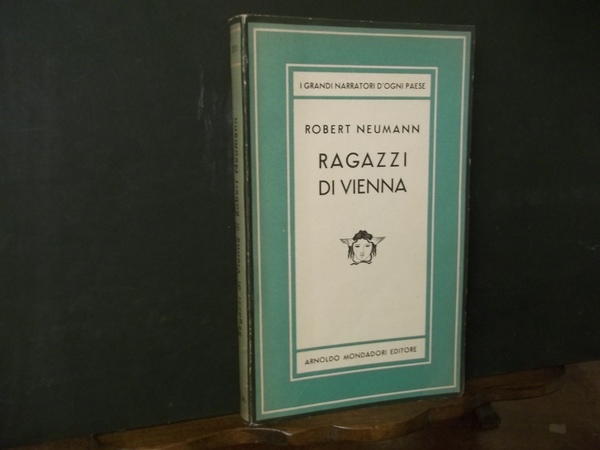 I GRANDI NARRATORI D'OGNI PAESE
ROBERT NEUMANN
RAGAZZI
DI VIENNA
ARNOLDO MONDADORI EDITORE